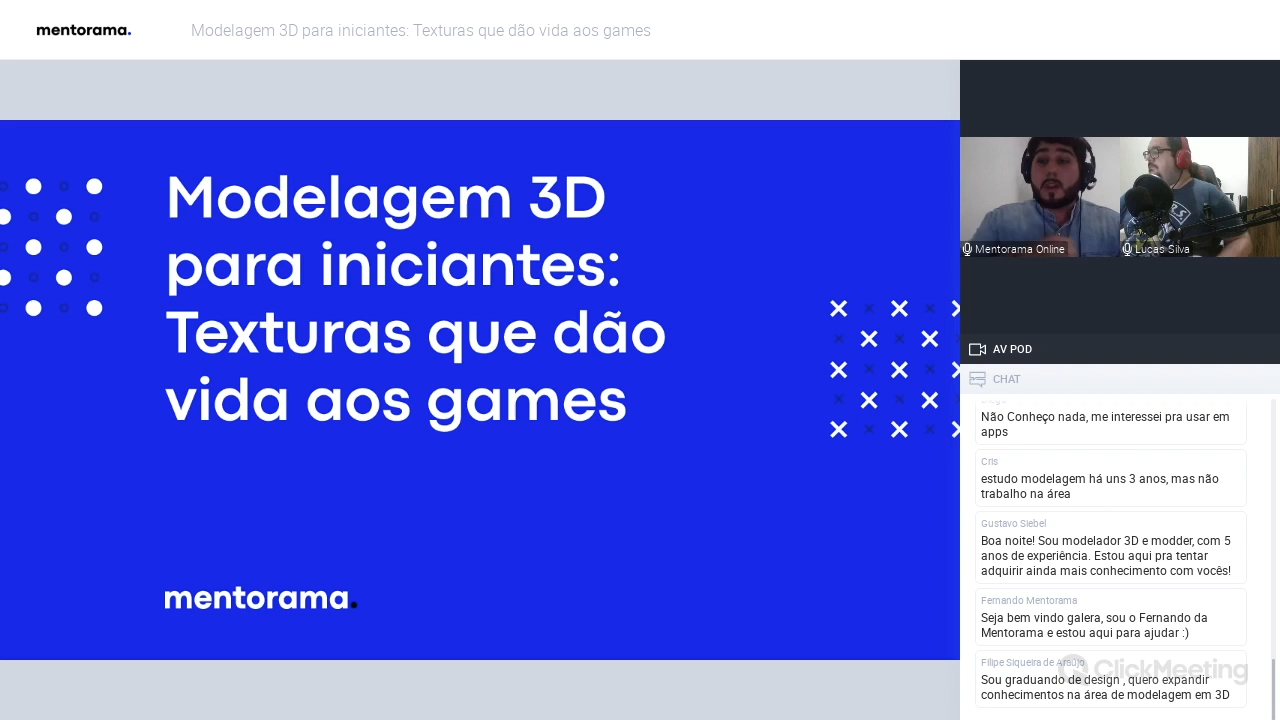 mentorama.
Modelagem 3D para iniciantes: Texturas que dão vida aos games
Modelagem 3D
para iniciantes:
Texturas que dão
vida aos games
mentorama.
Mentorama Online
Lucas Silva
AV POD
CHAT
Não Conheço nada, me interessei pra usar em
apps
Cris
estudo modelagem há uns 3 anos, mas não
trabalho na área
Gustavo Siebel
Boa noite! Sou modelador 3D e modder, com 5
anos de experiência. Estou aqui pra tentar
adquirir ainda mais conhecimento com vocês!
Fernando Mentorama
Seja bem vindo galera, sou o Fernando da
Mentorama e estou aqui para ajudar :)
Filipe Siqueira de Araújo
ClickMeeting
Sou graduando de design , quero expandir
conhecimentos na área de modelagem em 3D